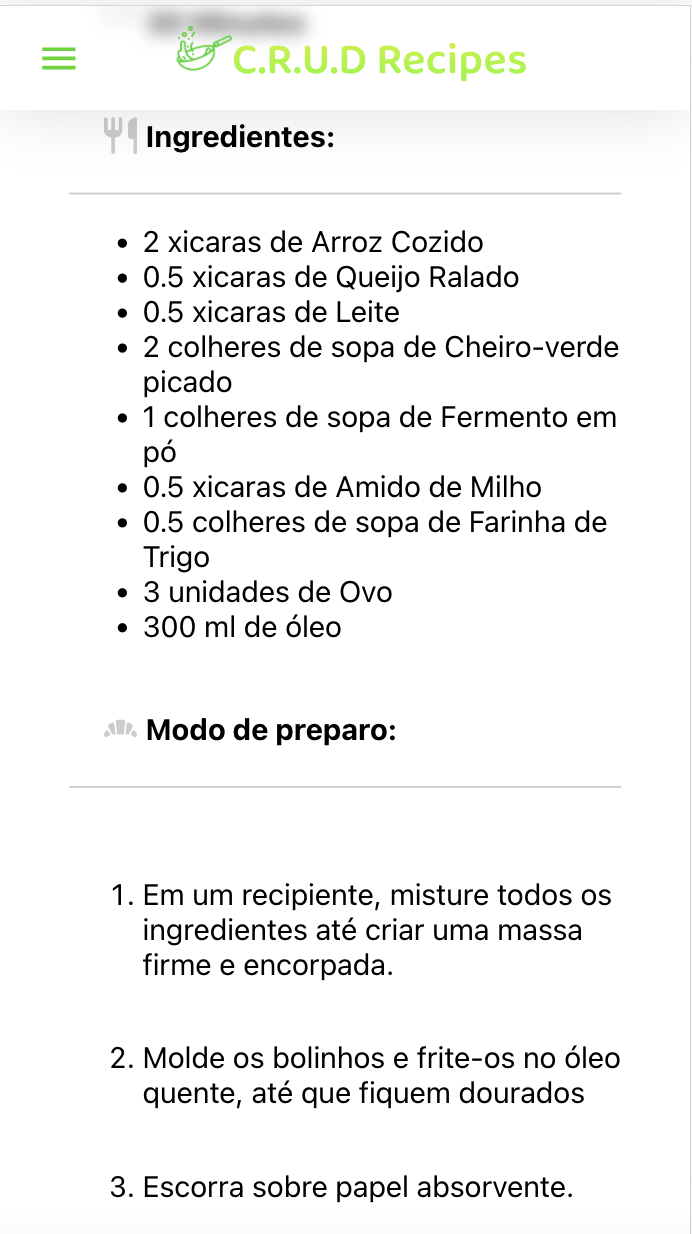 C.R.U.D Recipes
Ingredientes:
• 2 xicaras de Arroz Cozido
• 0.5 xicaras de Queijo Ralado
• 0.5 xicaras de Leite
• 2 colheres de sopa de Cheiro-verde
picado
• 1 colheres de sopa de Fermento em
pó
• 0.5 xicaras de Amido de Milho
• 0.5 colheres de sopa de Farinha de
Trigo
• 3 unidades de Ovo
• 300 ml de óleo
Modo de preparo:
1. Em um recipiente, misture todos os
ingredientes até criar uma massa
firme e encorpada.
2. Molde os bolinhos e frite-os no óleo
quente, até que fiquem dourados
3. Escorra sobre papel absorvente.